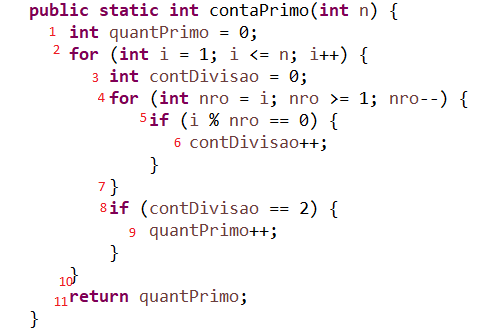 public static int contaPrimo(int n) {
1 int quantPrimo = 0;
2 for (int i = 1; i <= n; i++) {
3 int contDivisao = 0;
4 for (int nro = i; nro >= 1; nro--) {
5 if (i % nro == 0) {
6 contDivisao++;
}
7 }
8 if (contDivisao == 2) {
9 quantPrimo++;
}
10 }
11 return quantPrimo;
}